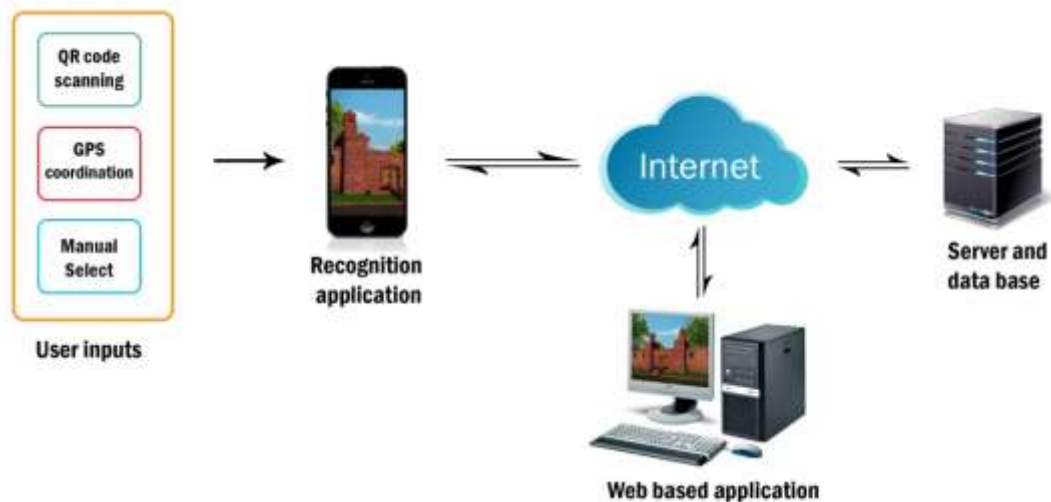 QR code
scanning
GPS
coordination
Manual
Select
User inputs
Recognition
application
Internet
Server and
data base
Web based application